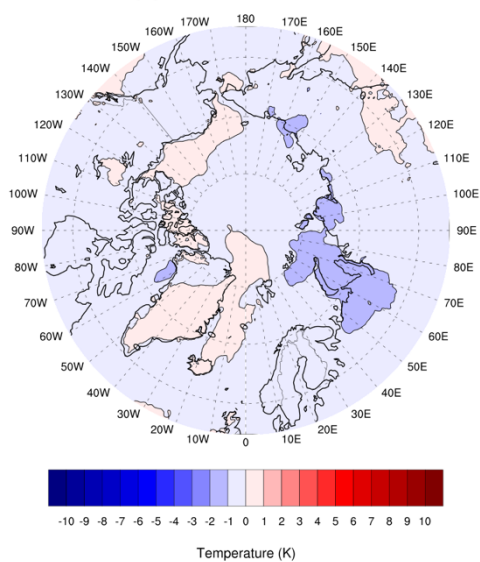 180
170W 170E
160W 160E
150W 150E
140W 140E
130W 130E
120W 120E
110W 110E
100W 100E
90W 90E
80W 80E
70W 70E
60W 60E
50W 50E
40W 40E
30W 30E
20W 20E
10W 10E
0
-10 -9 -8 -7 -6 -5 -4 -3 -2 -1 0 1 2 3 4 5 6 7 8 9 10
Temperature (K)